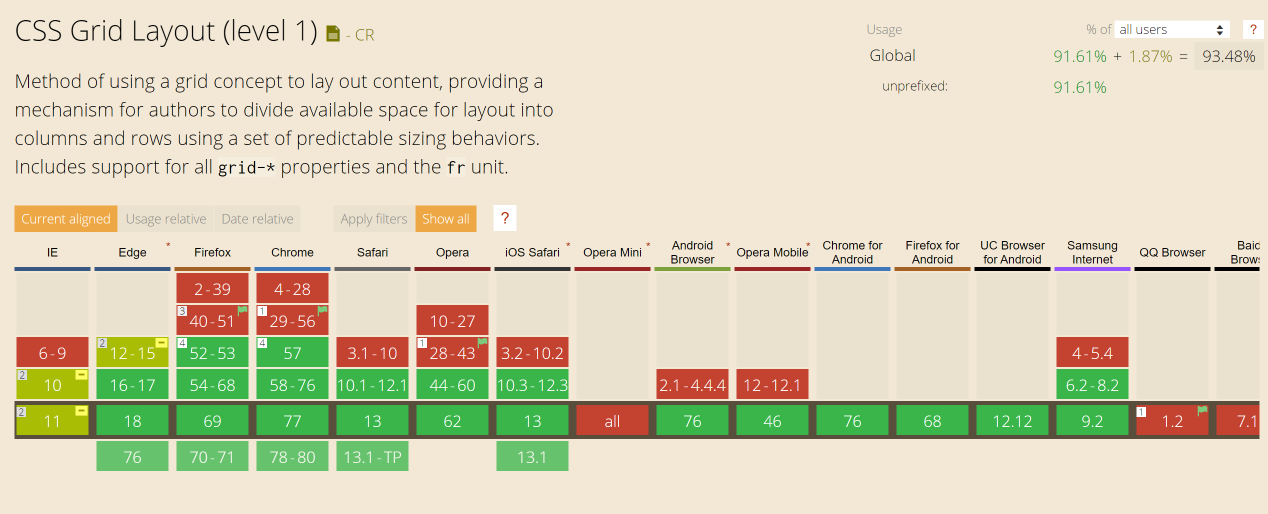 CSS Grid Layout (level 1) - CR
Usage % of all users ?
Global 91.61% + 1.87% = 93.48%
unprefixed: 91.61%
Method of using a grid concept to lay out content, providing a
mechanism for authors to divide available space for layout into
columns and rows using a set of predictable sizing behaviors.
Includes support for all grid-* properties and the fr unit.
Current aligned Usage relative Date relative Apply filters Show all ?
IE Edge * Firefox Chrome Safari Opera iOS Safari * Opera Mini * Android Browser * Opera Mobile * Chrome for Android Firefox for Android UC Browser for Android Samsung Internet QQ Browser Baid Brows
2-39 4-28
3 40-51 1 29-56 10-27
6-9 2 12-15 4 52-53 4 57 3.1-10 1 28-43 3.2-10.2 4-5.4
2 10 16-17 54-68 58-76 10.1-12.1 44-60 10.3-12.3 2.1-4.4.4 12-12.1 6.2-8.2
2 11 18 69 77 13 62 13 all 76 46 76 68 12.12 9.2 1 1.2 7.1
76 70-71 78-80 13.1-TP 13.1